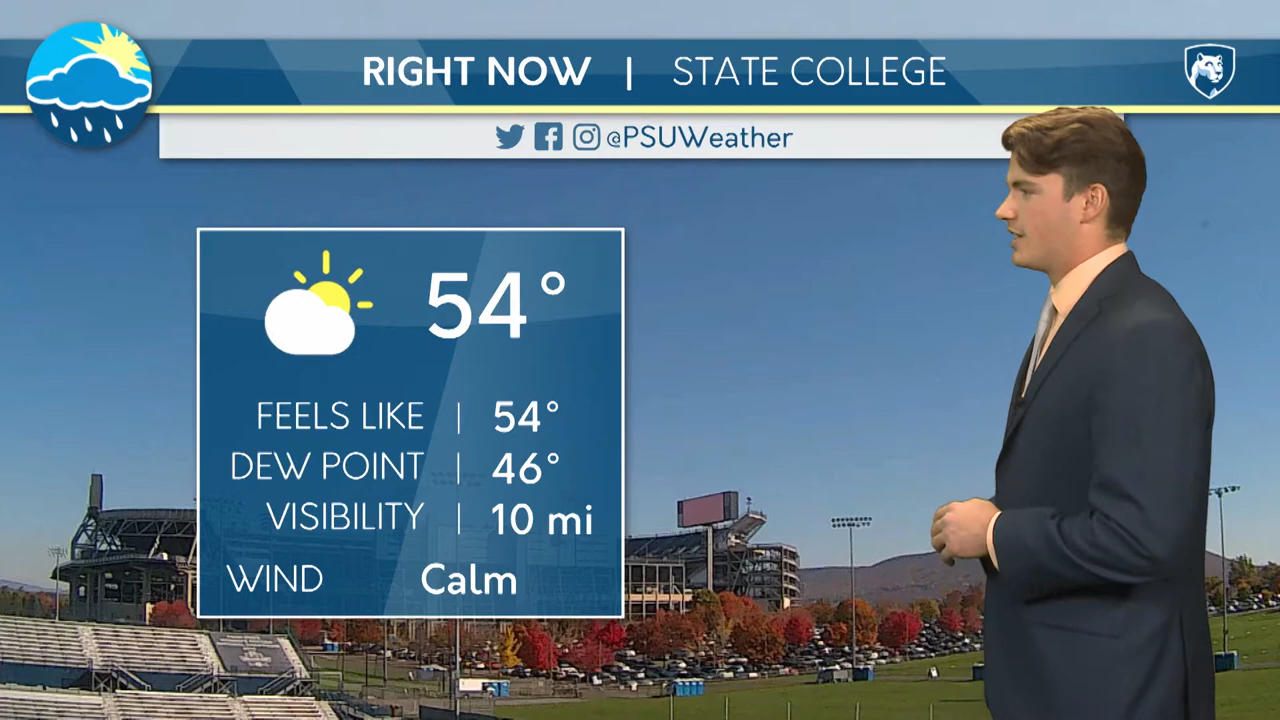 RIGHT NOW | STATE COLLEGE
@PSUWeather
54°
FEELS LIKE | 54°
DEW POINT | 46°
VISIBILITY | 10 mi
WIND Calm